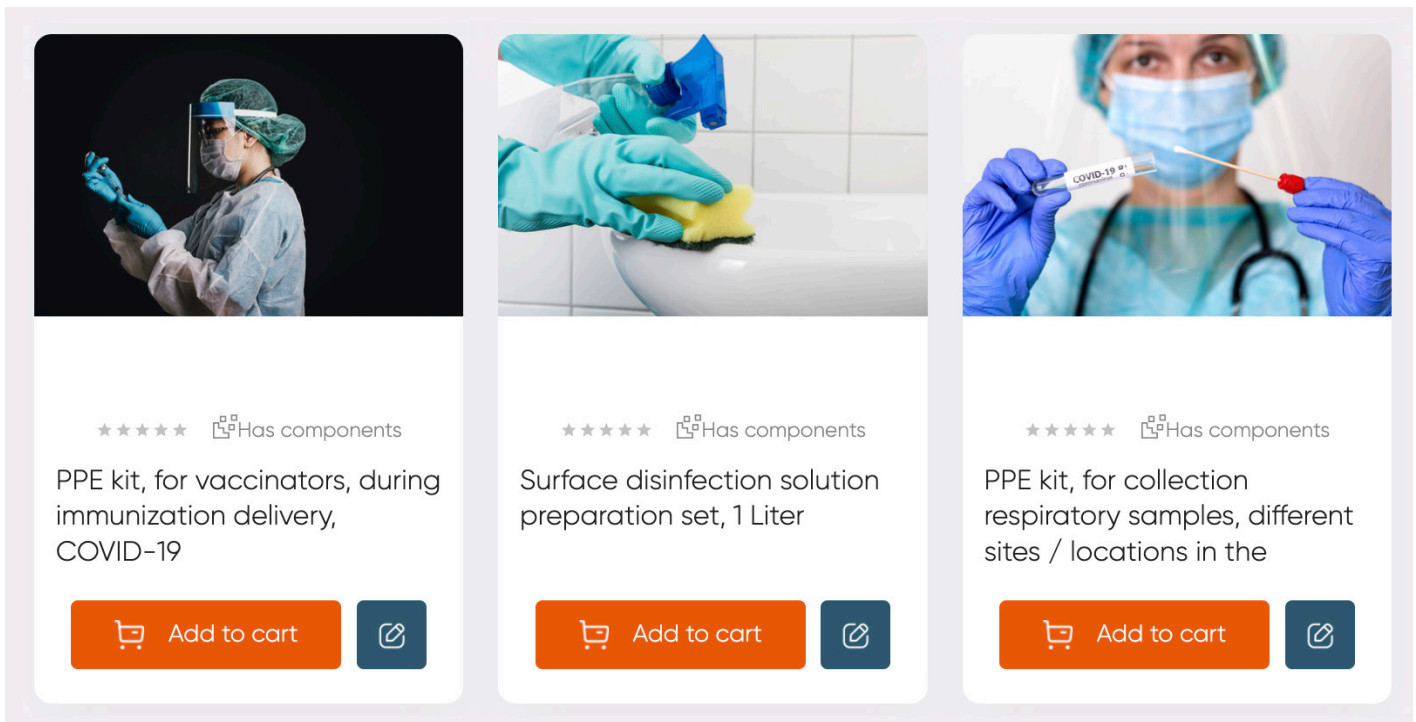 COVID-19
Has components
PPE kit, for vaccinators, during
immunization delivery,
COVID-19
Add to cart
Has components
Surface disinfection solution
preparation set, 1 Liter
Add to cart
Has components
PPE kit, for collection
respiratory samples, different
sites / locations in the
Add to cart